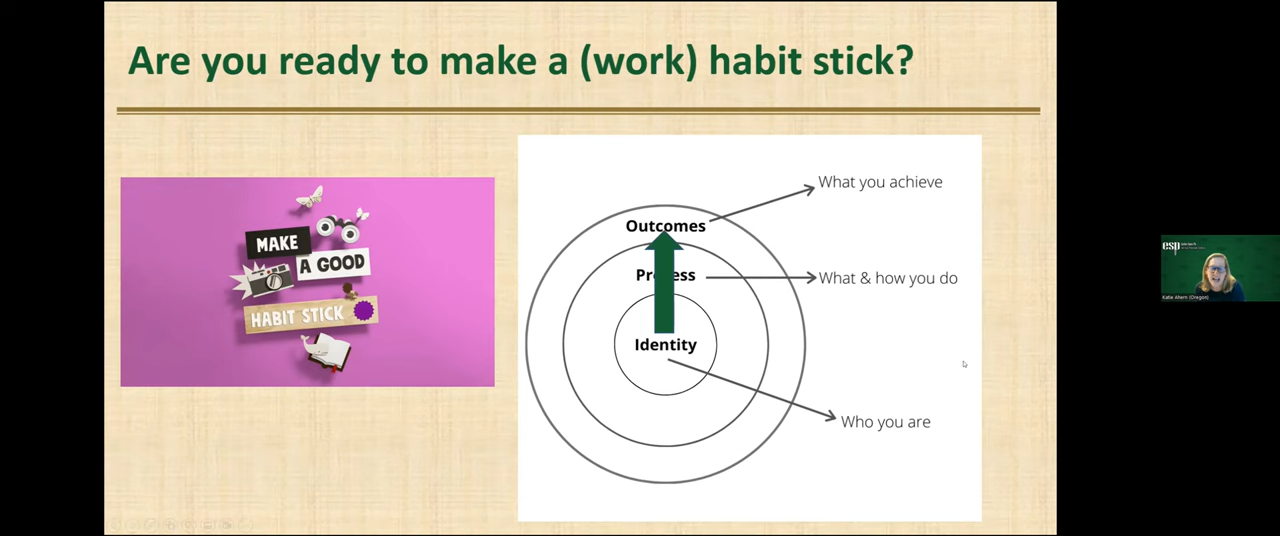 Are you ready to make a (work) habit stick?
MAKE
A GOOD
HABIT STICK
What you achieve
Outcomes
Process
What & how you do
Identity
Who you are
esp
Katie Ahern (Oregon)